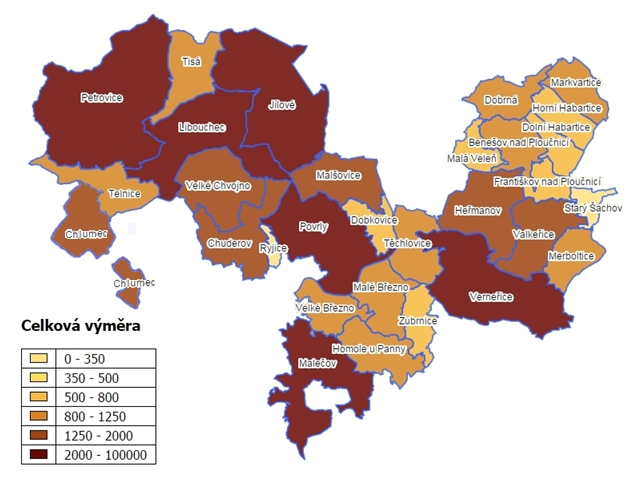 Tisá
Markvartice
Petrovice
Dobrná
Jílové
Horní Habartice
Libouchec
Dolní Habartice
Benešov nad Ploučnicí
Malá Veleň
Malšovice
Františkov nad Ploučnicí
Velké Chvojno
Telnice
Starý Šachov
Heřmanov
Dobkovice
Povrly
Chlumec
Valkeřice
Těchlovice
Chuderov
Ryjice
Merboltice
Chlumec
Malé Březno
Verneřice
Velké Březno
Zubrnice
Celková výměra
Homole u Panny
Malečov
0 - 350
350 - 500
500 - 800
800 - 1250
1250 - 2000
2000 - 100000